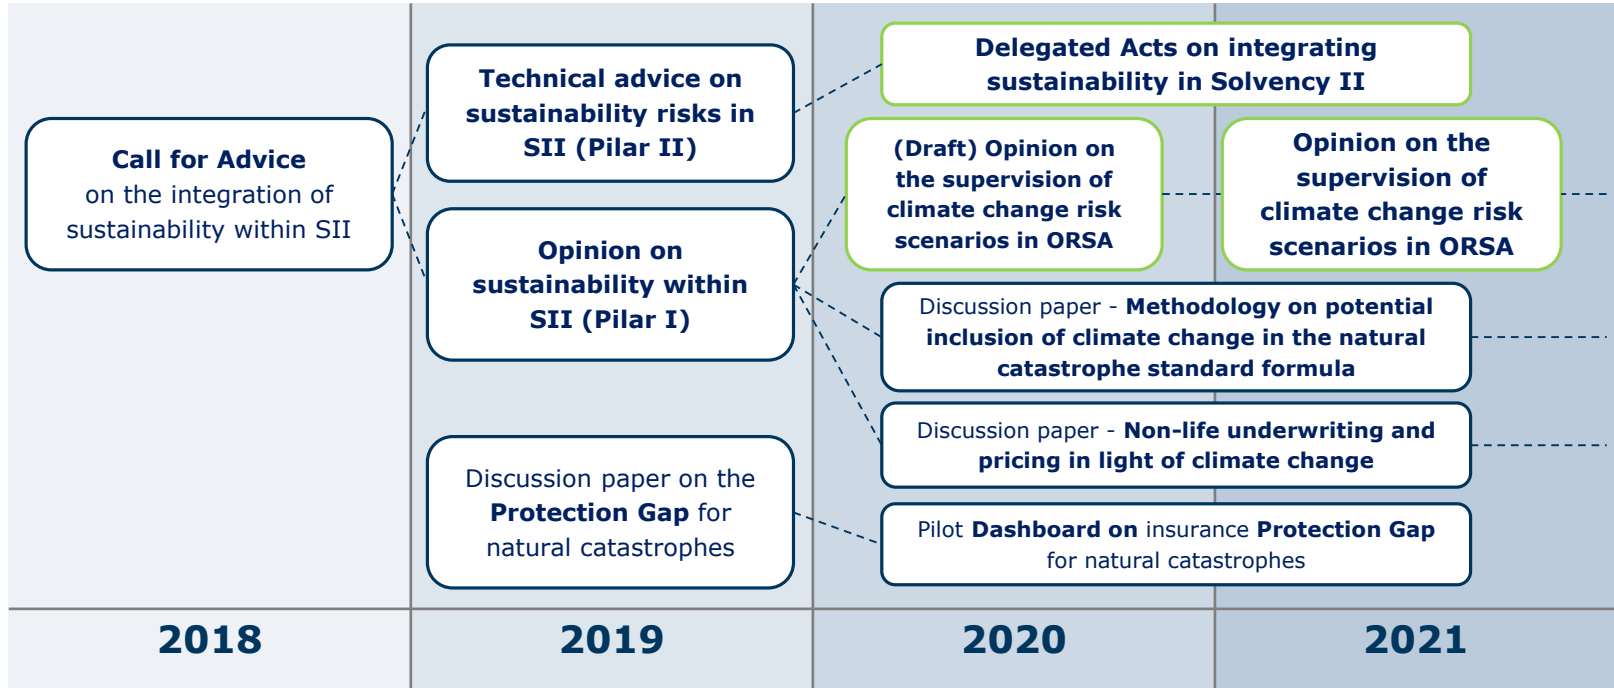 Call for Advice
on the integration of
sustainability within SII
Technical advice on
sustainability risks in
SII (Pilar II)
Opinion on
sustainability within
SII (Pilar I)
Discussion paper on the
Protection Gap for
natural catastrophes
Delegated Acts on integrating
sustainability in Solvency II
(Draft) Opinion on
the supervision of
climate change risk
scenarios in ORSA
Opinion on the
supervision of
climate change risk
scenarios in ORSA
Discussion paper - Methodology on potential
inclusion of climate change in the natural
catastrophe standard formula
Discussion paper - Non-life underwriting and
pricing in light of climate change
Pilot Dashboard on insurance Protection Gap
for natural catastrophes
2018
2019
2020
2021